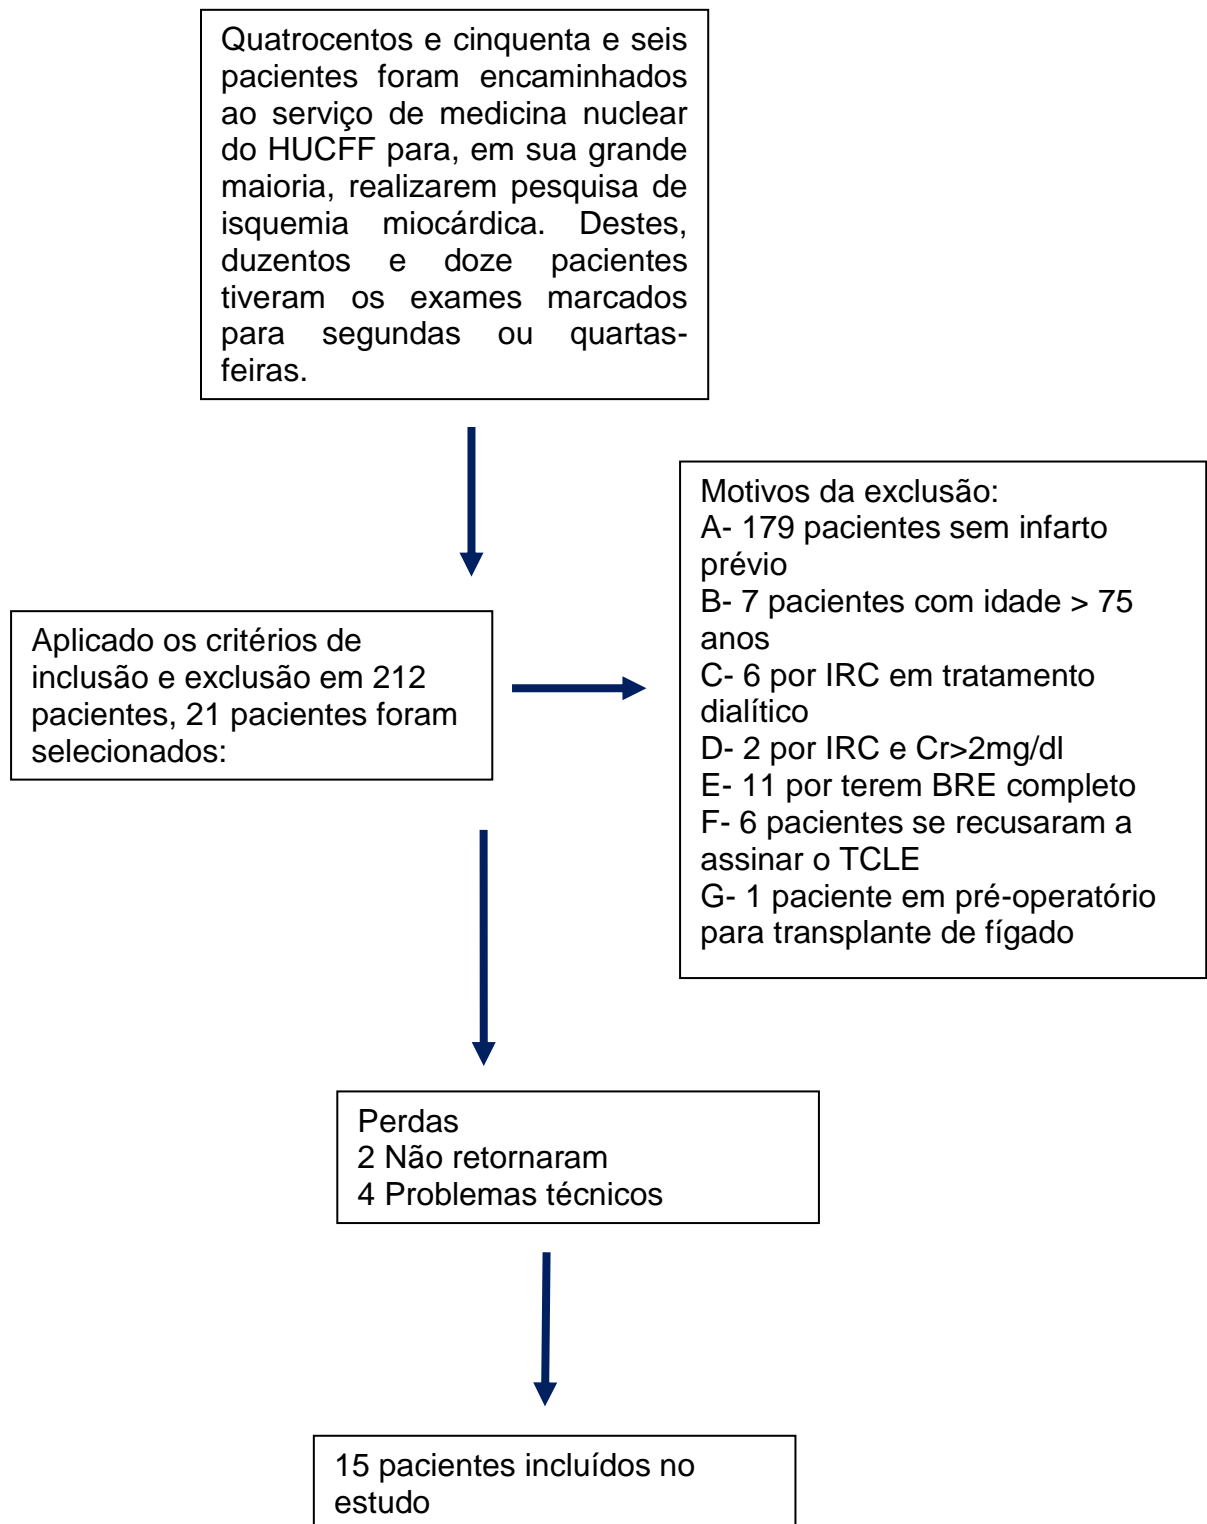 Quatrocentos e cinquenta e seis
pacientes foram encaminhados
ao serviço de medicina nuclear
do HUCFF para, em sua grande
maioria, realizarem pesquisa de
isquemia miocárdica. Destes,
duzentos e doze pacientes
tiveram os exames marcados
para segundas ou quartas-
feiras.
Aplicado os critérios de
inclusão e exclusão em 212
pacientes, 21 pacientes foram
selecionados:
Motivos da exclusão:
A- 179 pacientes sem infarto
prévio
B- 7 pacientes com idade > 75
anos
C- 6 por IRC em tratamento
dialítico
D- 2 por IRC e Cr>2mg/dl
E- 11 por terem BRE completo
F- 6 pacientes se recusaram a
assinar o TCLE
G- 1 paciente em pré-operatório
para transplante de fígado
Perdas
2 Não retornaram
4 Problemas técnicos
15 pacientes incluídos no
estudo